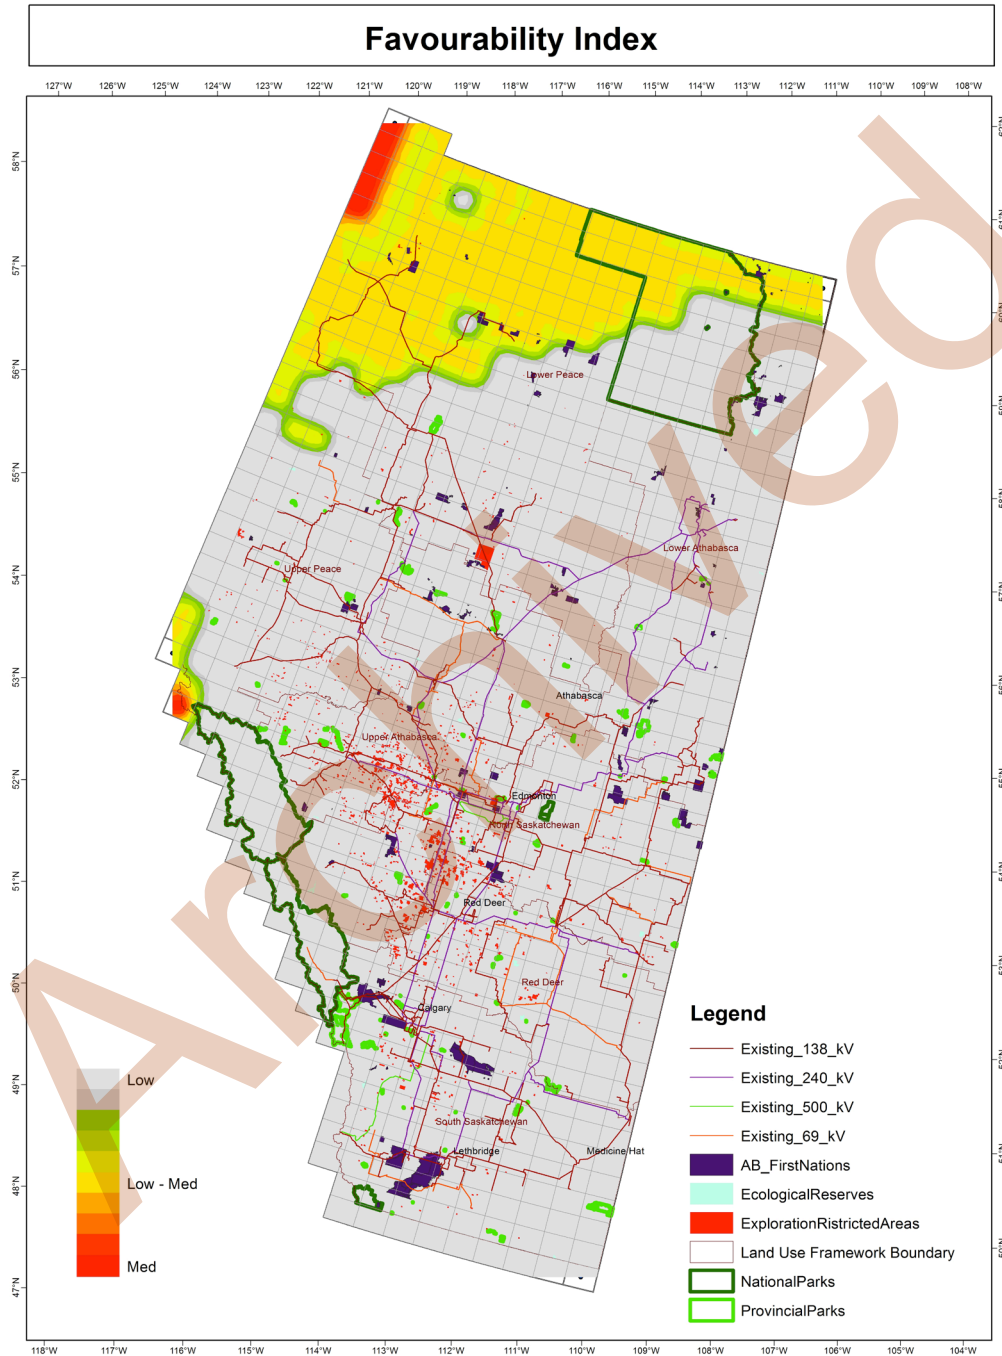 Favourability Index
127°W 122°W 125°W 124°W 123°W 122°W 121°W 120°W 119°W 118°W 117°W 116°W 115°W 114°W 113°W 112°W 111°W 110°W 109°W 108°W
58°N
57°N
56°N
55°N
54°N
53°N
52°N
51°N
50°N
49°N
48°N
47°N
Lower Peace
Upper Peace
Lower Athabasca
Athabasca
Upper Athabasca
Edmonton
North Saskatchewan
Red Deer
Red Deer
Calgary
South Saskatchewan
Lethbridge
Medicine Hat
Archived
Low
Low - Med
Med
Legend
Existing_138_kV
Existing_240_kV
Existing_500_kV
Existing_69_kV
AB_FirstNations
EcologicalReserves
ExplorationRistrictedAreas
Land Use Framework Boundary
NationalParks
ProvincialParks
118°W 117°W 116°W 115°W 114°W 113°W 112°W 111°W 110°W 109°W 108°W 107°W 106°W 105°W 104°W